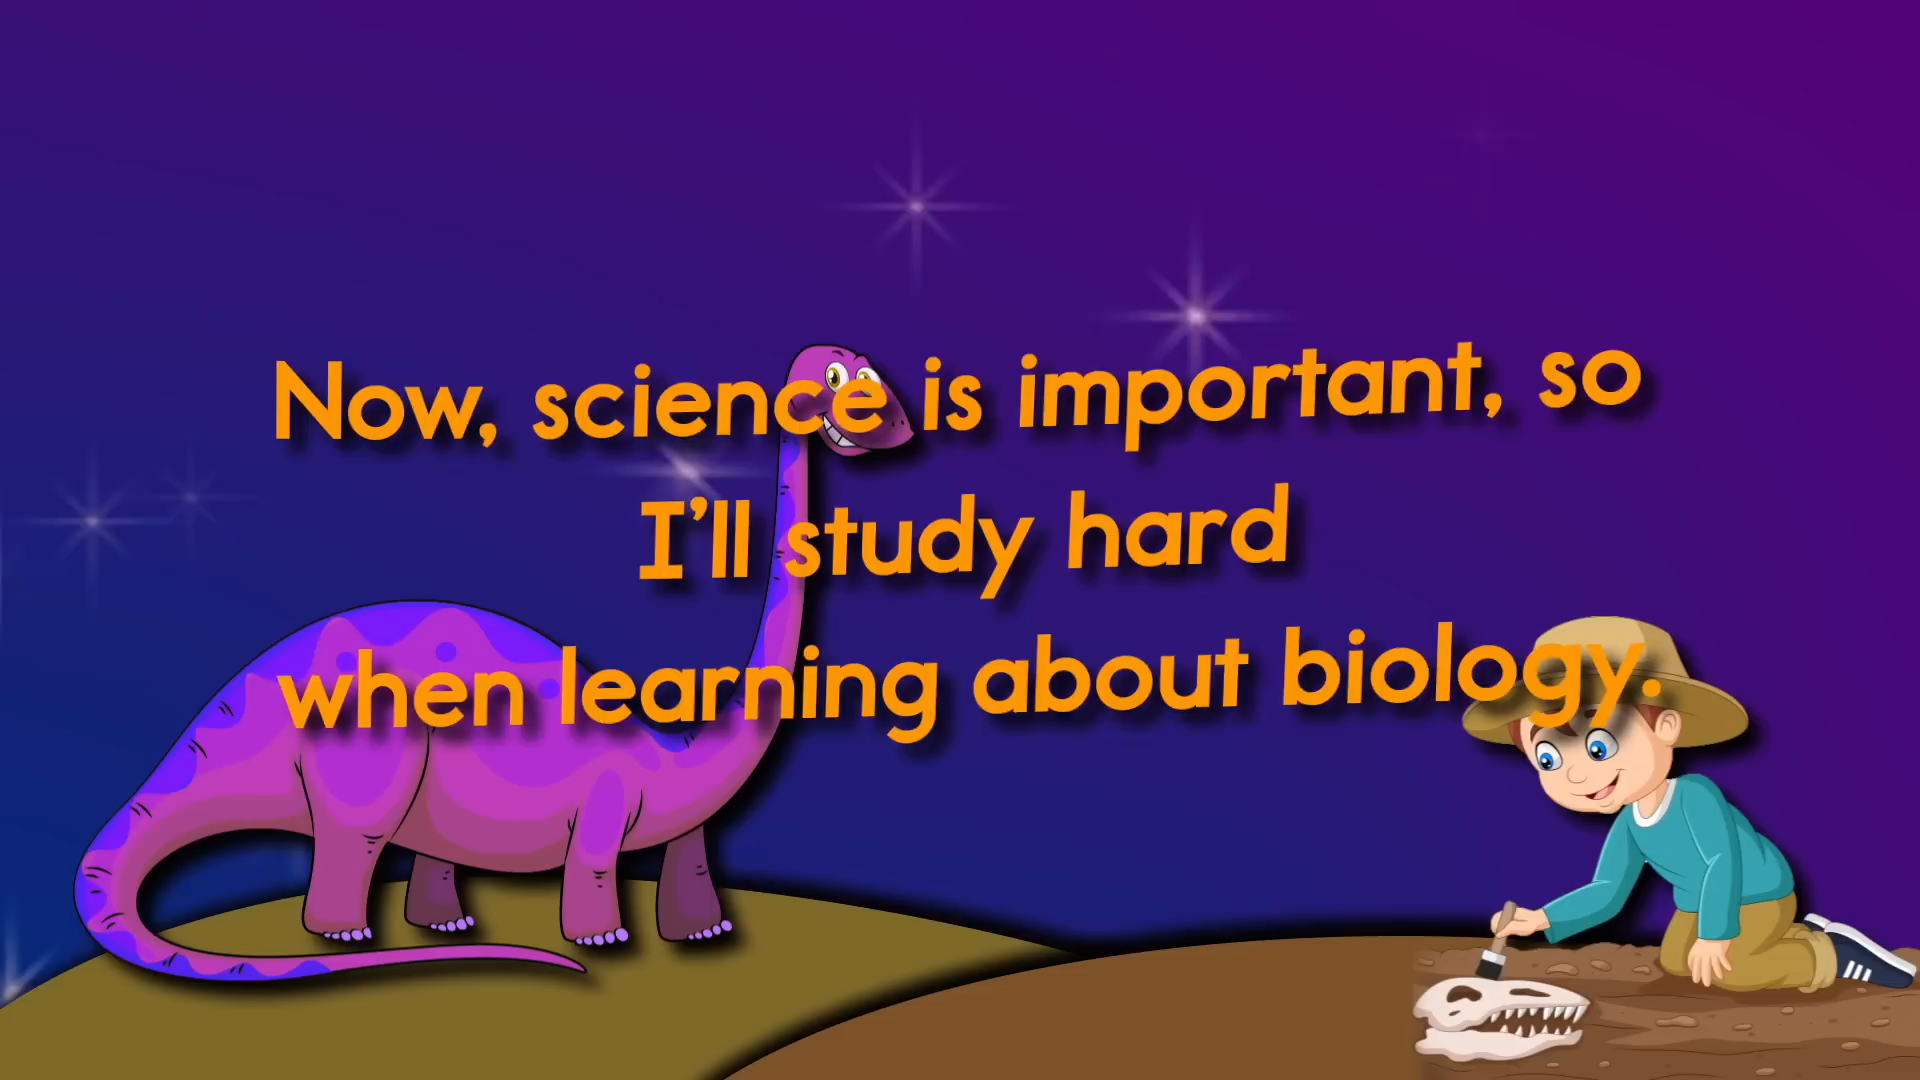 Now, science is important, so
I’ll study hard
when learning about biology.